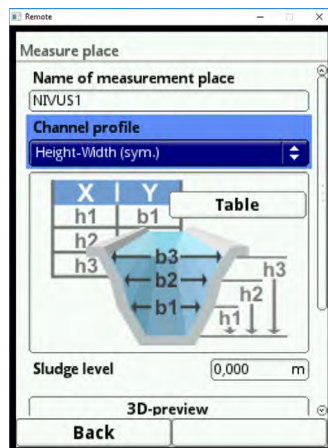 Remote
Measure place
Name of measurement place
NIVUS1
Channel profile
Height-Width (sym.)
X Y
h1 b1
h2
h3
Table
b3
b2
b1
h3
h2
h1
Sludge level 0,000 m
3D-preview
Back